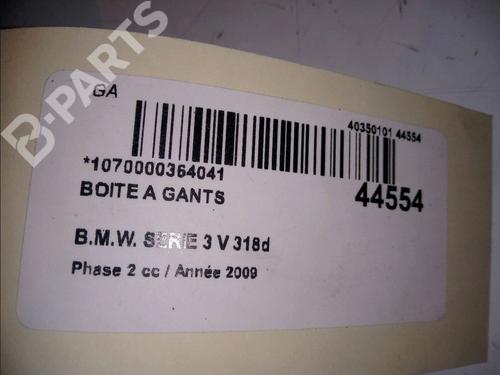 B-PARTS
GA
40350101 44554
*1070000364041
BOITE A GANTS
44554
B.M.W. SERIE 3 V 318d
Phase 2 cc / Année 2009